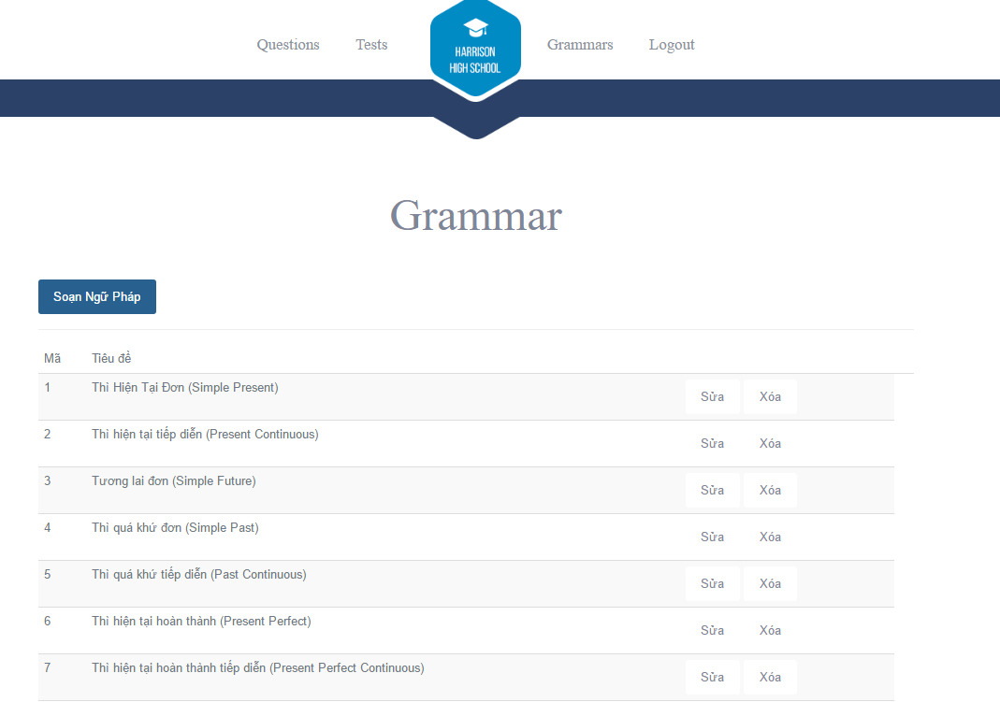 Questions Tests Grammars Logout
HARRISON
HIGH SCHOOL
Grammar
Soạn Ngữ Pháp
Mã Tiêu đề
1 Thì Hiện Tại Đơn (Simple Present) Sửa Xóa
2 Thì hiện tại tiếp diễn (Present Continuous) Sửa Xóa
3 Tương lai đơn (Simple Future) Sửa Xóa
4 Thì quá khứ đơn (Simple Past) Sửa Xóa
5 Thì quá khứ tiếp diễn (Past Continuous) Sửa Xóa
6 Thì hiện tại hoàn thành (Present Perfect) Sửa Xóa
7 Thì hiện tại hoàn thành tiếp diễn (Present Perfect Continuous) Sửa Xóa